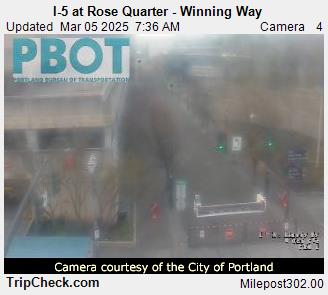 I-5 at Rose Quarter - Winning Way
Updated Mar 05 2025 7:36 AM Camera 4
PBOT
PORTLAND BUREAU OF TRANSPORTATION
Camera courtesy of the City of Portland
TripCheck.com Milepost302.00